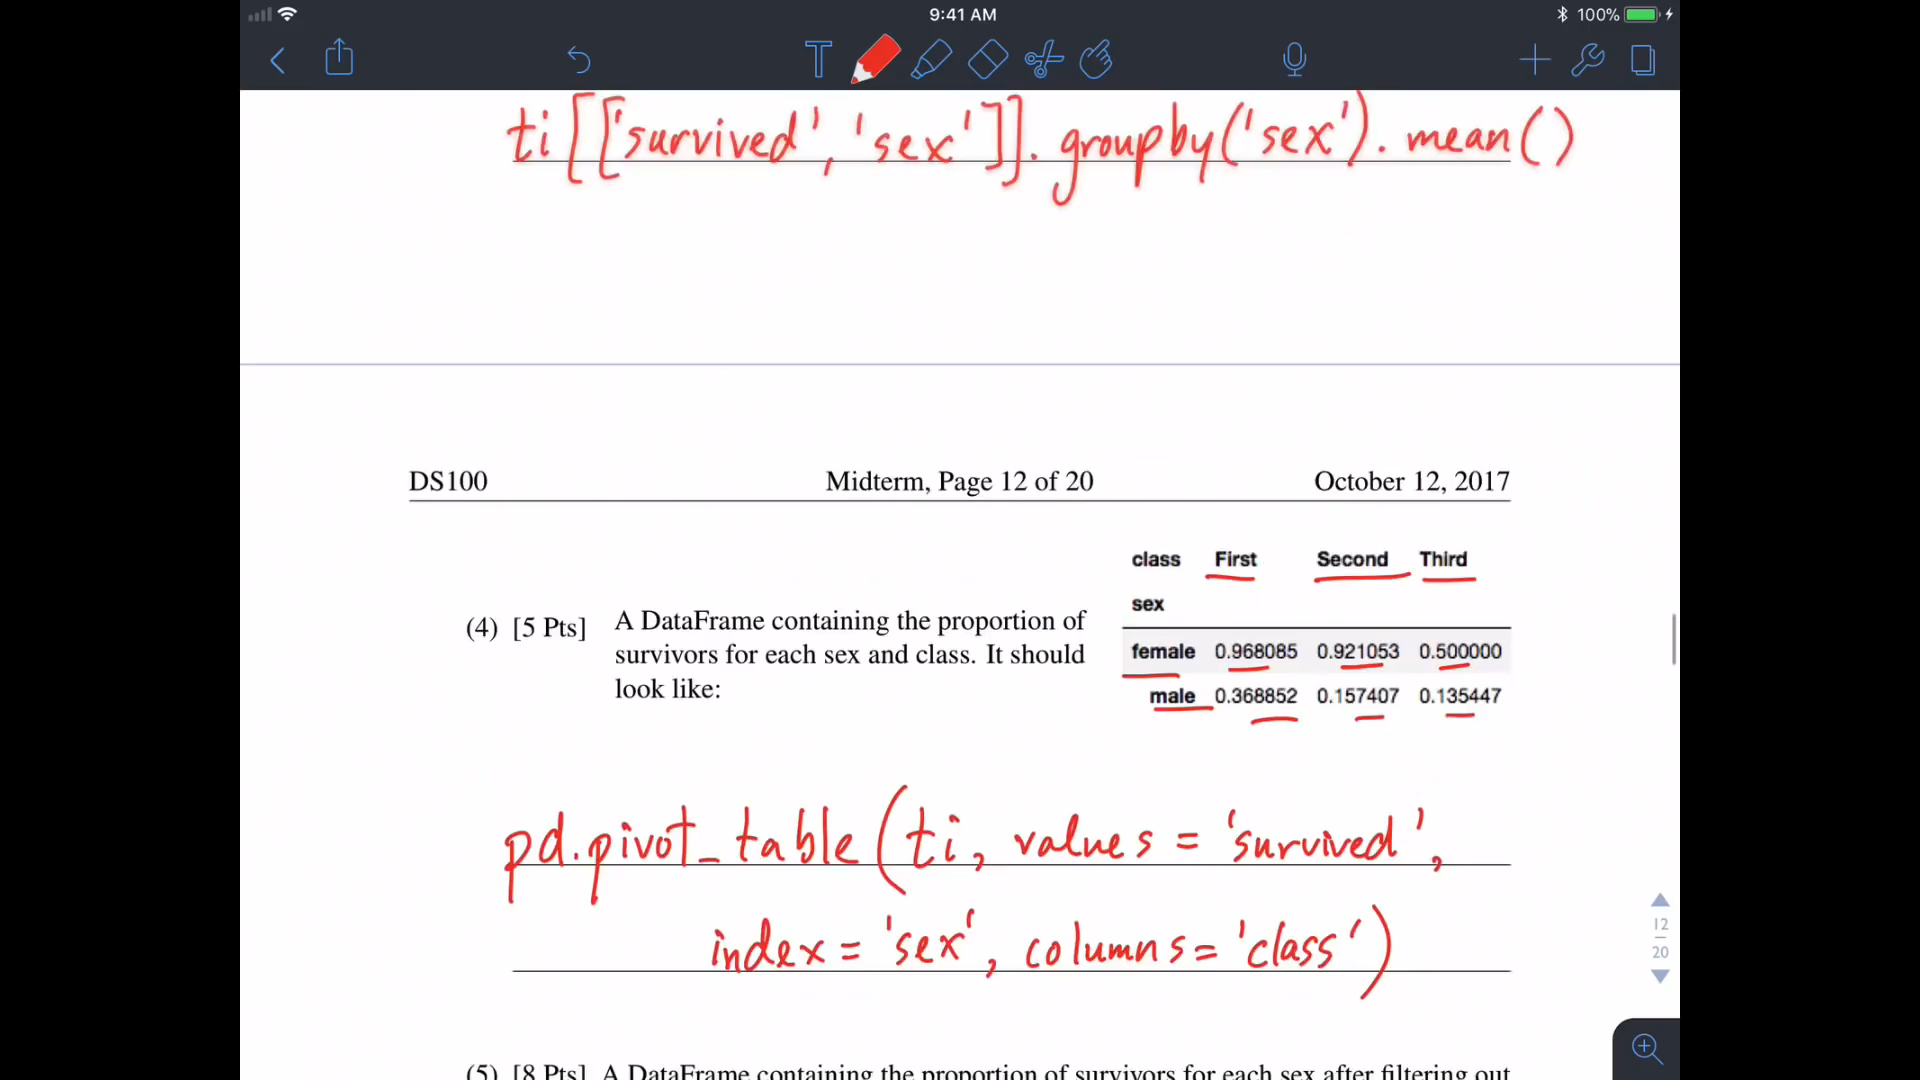 9:41 AM
100%
ti[['survived', 'sex']].groupby('sex').mean()
DS100 Midterm, Page 12 of 20 October 12, 2017
class First Second Third
sex
female 0.968085 0.921053 0.500000
male 0.368852 0.157407 0.135447
(4) [5 Pts] A DataFrame containing the proportion of
survivors for each sex and class. It should
look like:
pd.pivot_table(ti, values = 'survived',
index = 'sex', columns = 'class')
12
20
(5) [8 Pts] A DataFrame containing the proportion of survivors for each sex after filtering out